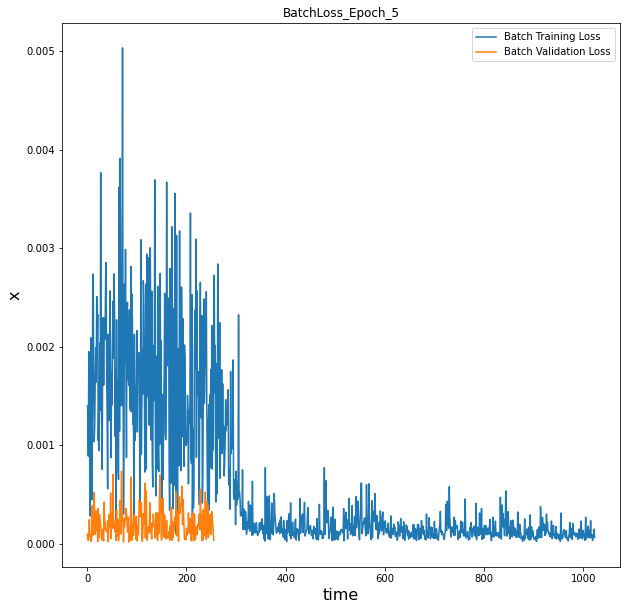 BatchLoss_Epoch_5
Batch Training Loss
Batch Validation Loss
0.005
0.004
0.003
0.002
0.001
0.000
x
0
200
400
600
800
1000
time